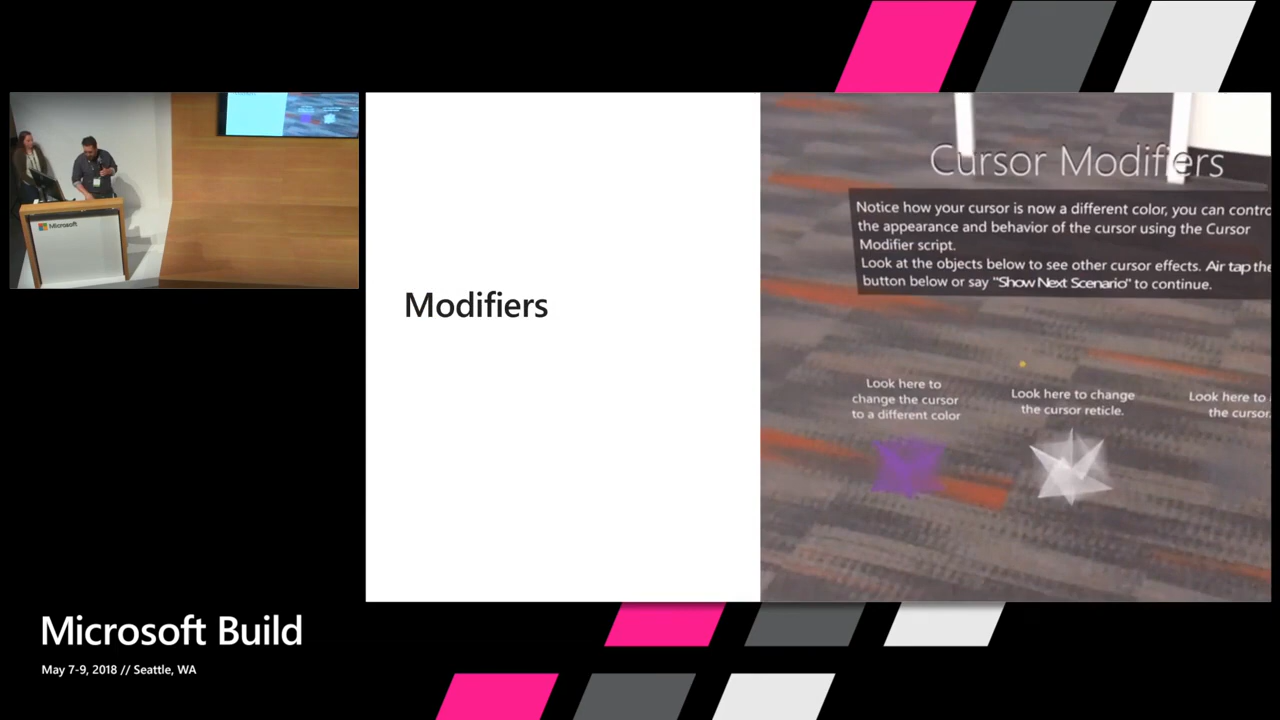 Microsoft
Modifiers
Cursor Modifiers
Notice how your cursor is now a different color, you can contro
the appearance and behavior of the cursor using the Cursor
Modifier script.
Look at the objects below to see other cursor effects. Air tap the
button below or say "Show Next Scenario" to continue.
Look here to
change the cursor
to a different color
Look here to change
the cursor reticle.
Look here to
the cursor
Microsoft Build
May 7-9, 2018 // Seattle, WA